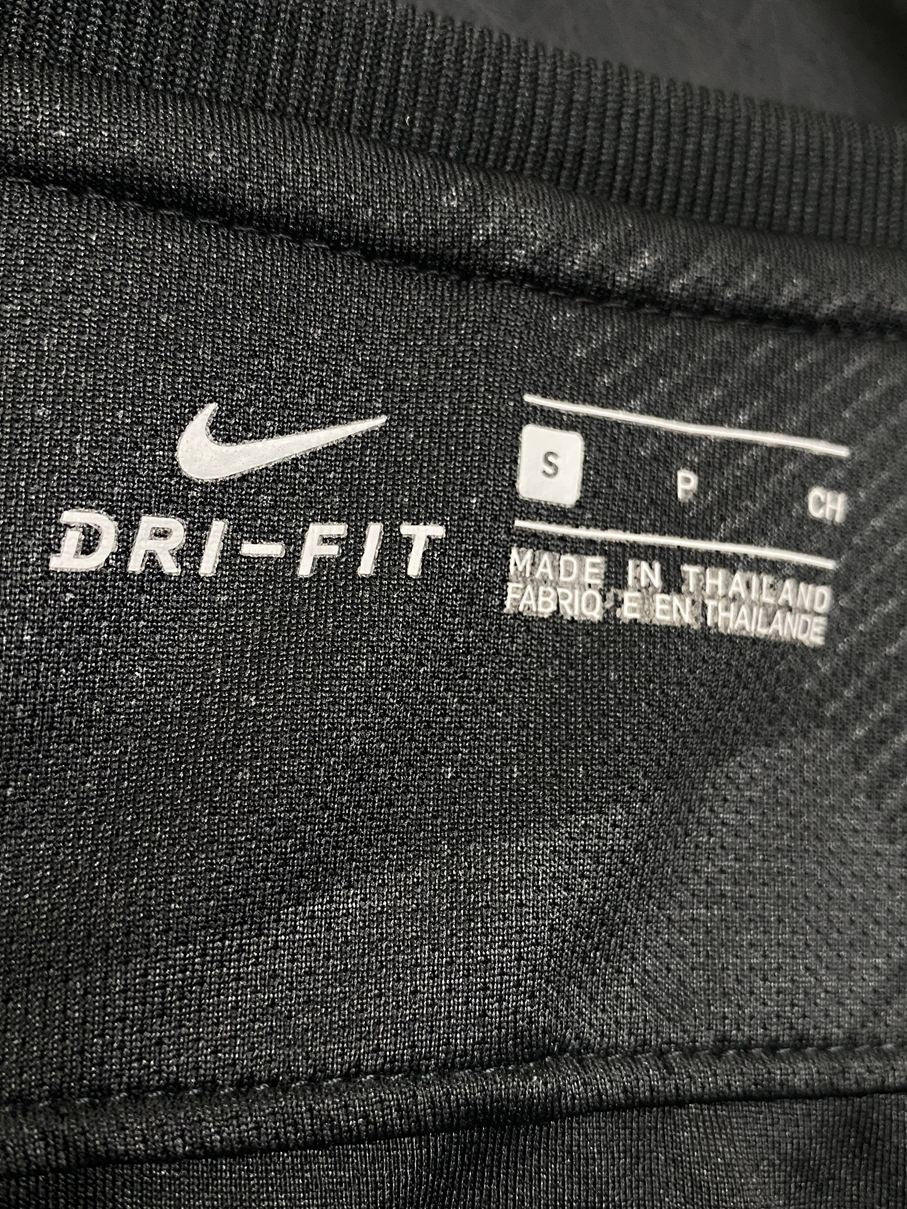 DRI-FIT
S P CH
MADE IN THAILAND
FABRIQ E EN THAILANDE